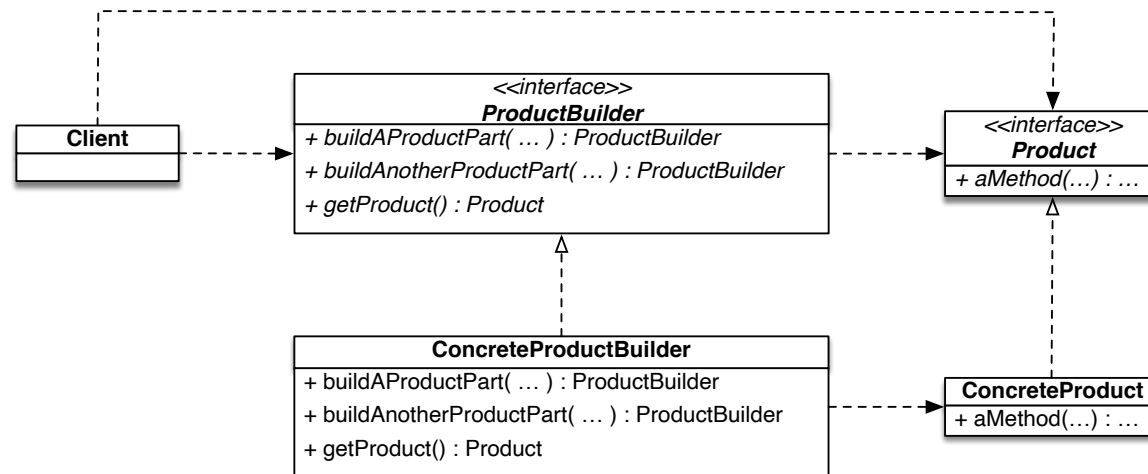 <<interface>>
ProductBuilder
+ buildAProductPart( … ) : ProductBuilder
+ buildAnotherProductPart( … ) : ProductBuilder
+ getProduct() : Product
Client
<<interface>>
Product
+ aMethod(…) : …
ConcreteProductBuilder
+ buildAProductPart( … ) : ProductBuilder
+ buildAnotherProductPart( … ) : ProductBuilder
+ getProduct() : Product
ConcreteProduct
+ aMethod(…) : …